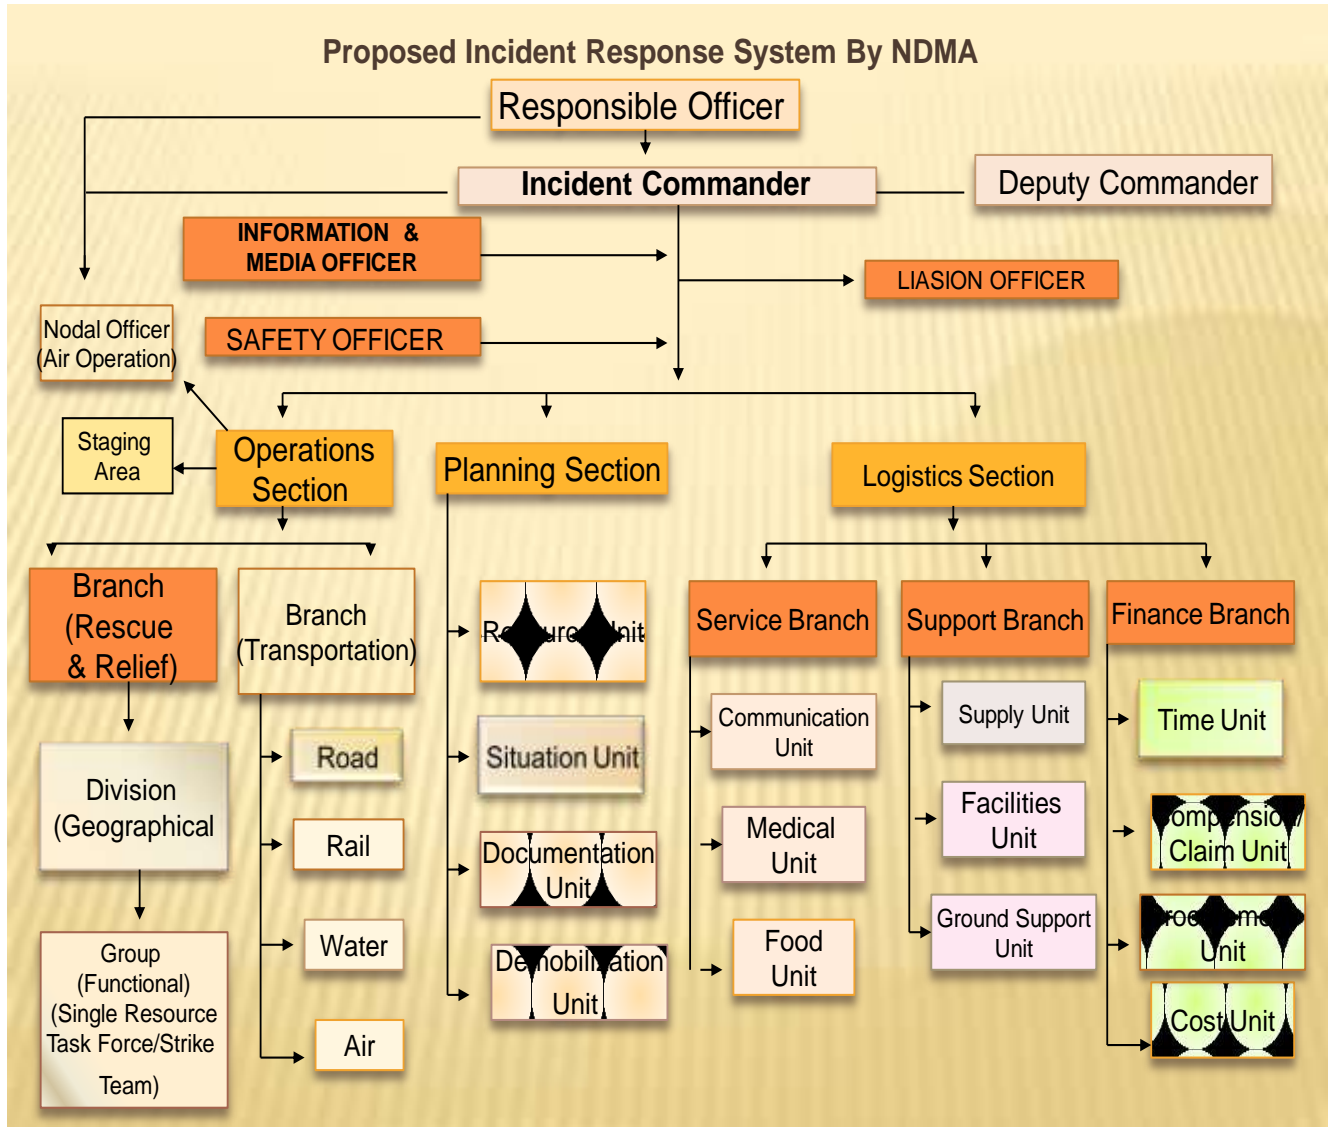 Proposed Incident Response System By NDMA
Responsible Officer
Incident Commander
Deputy Commander
INFORMATION &
MEDIA OFFICER
LIASION OFFICER
SAFETY OFFICER
Nodal Officer
(Air Operation)
Staging
Area
Operations
Section
Planning Section
Logistics Section
Branch
(Rescue
& Relief)
Branch
(Transportation)
Service Branch
Support Branch
Finance Branch
Division
(Geographical
Group
(Functional)
(Single Resource
Task Force/Strike
Team)
Road
Rail
Water
Air
Unit
Situation Unit
Documentation
Unit
Demobilization
Unit
Communication
Unit
Medical
Unit
Food
Unit
Supply Unit
Facilities
Unit
Ground Support
Unit
Time Unit
Claim Unit
Unit
Cost Unit